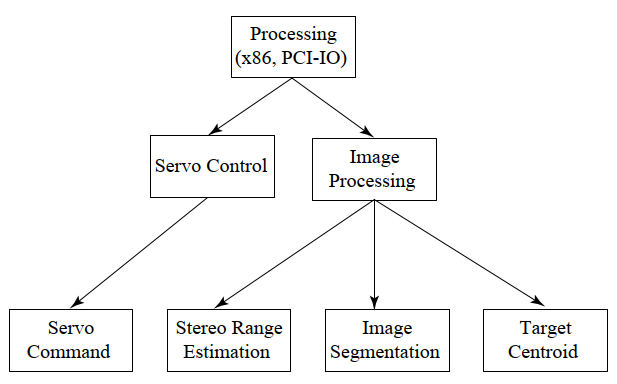 Processing
(x86, PCI-IO)
Servo Control
Image
Processing
Servo
Command
Stereo Range
Estimation
Image
Segmentation
Target
Centroid